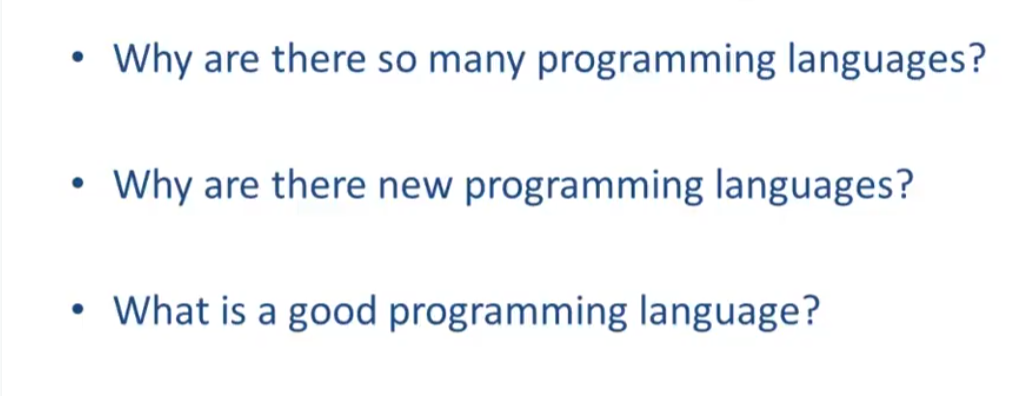 • Why are there so many programming languages?
• Why are there new programming languages?
• What is a good programming language?